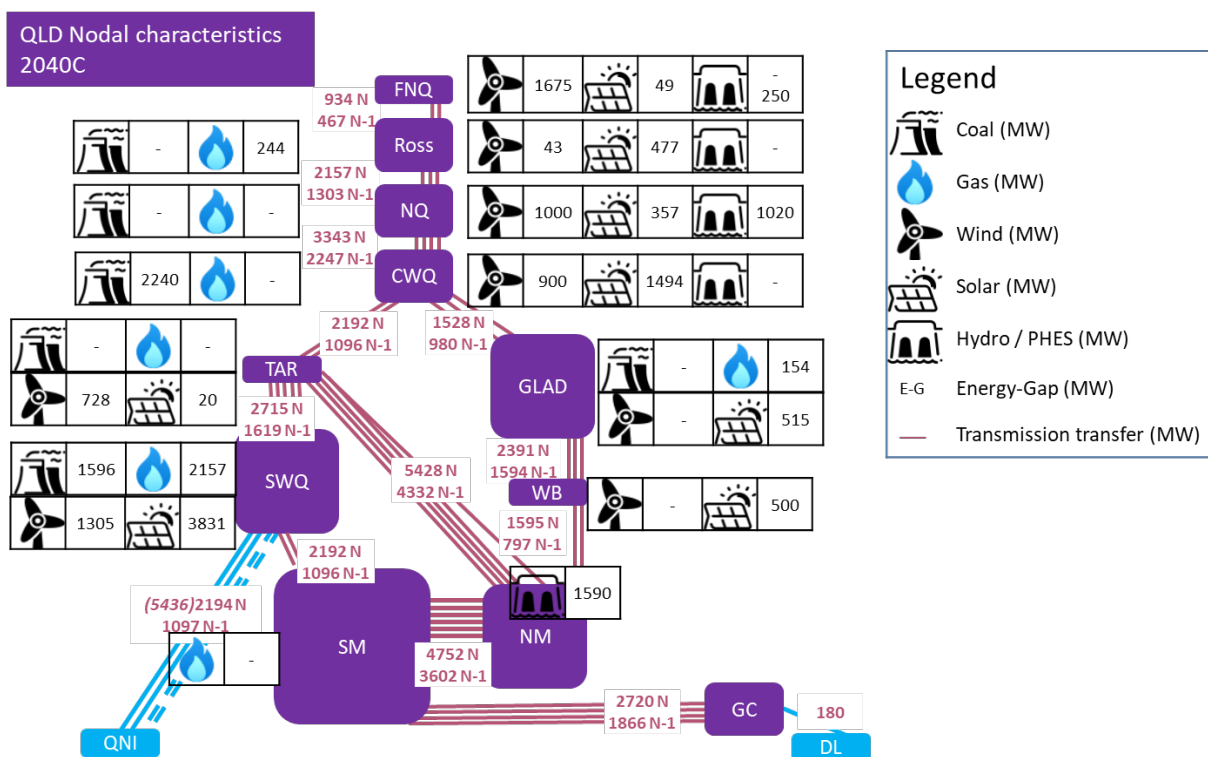 QLD Nodal characteristics
2040C
FNQ
934 N
467 N-1
1675
49
-
250
Ross
-
244
43
477
-
2157 N
1303 N-1
NQ
-
-
1000
357
1020
3343 N
2247 N-1
CWQ
2240
-
900
1494
-
2192 N
1096 N-1
1528 N
980 N-1
TAR
-
-
728
20
GLAD
-
154
-
515
2715 N
1619 N-1
2391 N
1594 N-1
SWQ
1596
2157
1305
3831
5428 N
4332 N-1
WB
-
500
1595 N
797 N-1
2192 N
1096 N-1
1590
NM
(5436)2194 N
1097 N-1
-
SM
4752 N
3602 N-1
2720 N
1866 N-1
GC
180
QNI
DL
Legend
Coal (MW)
Gas (MW)
Wind (MW)
Solar (MW)
Hydro / PHES (MW)
E-G Energy-Gap (MW)
Transmission transfer (MW)